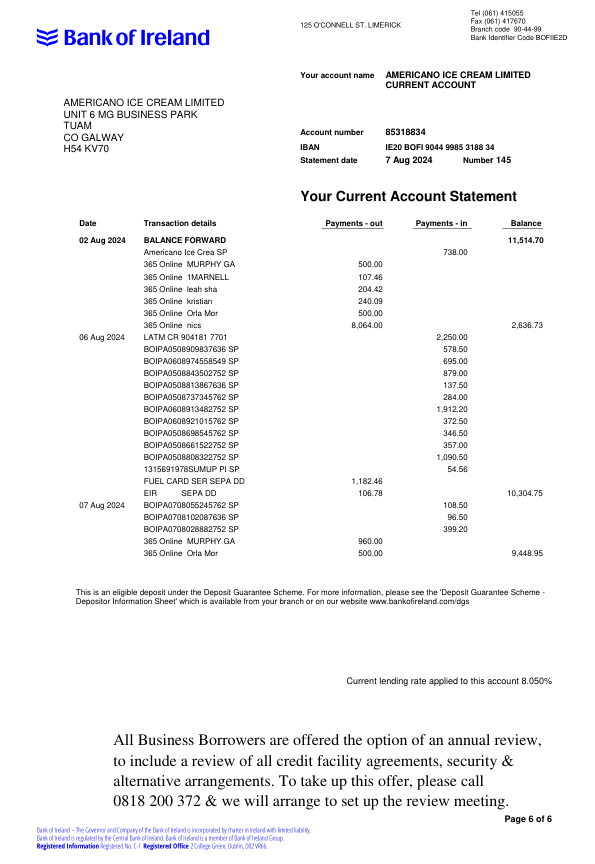 Bank of Ireland
125 O'CONNELL ST. LIMERICK
Tel (061) 415055
Fax (061) 417670
Branch code 90-44-99
Bank Identifier Code BOFIIE2D
Your account name AMERICANO ICE CREAM LIMITED
CURRENT ACCOUNT
AMERICANO ICE CREAM LIMITED
UNIT 6 MG BUSINESS PARK
TUAM
CO GALWAY
H54 KV70
Account number 85318834
IBAN IE20 BOFI 9044 9985 3188 34
Statement date 7 Aug 2024 Number 145
Your Current Account Statement
Date Transaction details Payments - out Payments - in Balance
02 Aug 2024 BALANCE FORWARD 11,514.70
Americano Ice Crea SP 738.00
365 Online MURPHY GA 500.00
365 Online 1MARNELL 107.46
365 Online leah sha 204.42
365 Online kristian 240.09
365 Online Orla Mor 500.00
365 Online nics 8,064.00 2,636.73
06 Aug 2024 LATM CR 904181 7701 2,250.00
BOIPA0508909837636 SP 578.50
BOIPA0608974558549 SP 695.00
BOIPA0508843502752 SP 879.00
BOIPA0508813867636 SP 137.50
BOIPA0508737345762 SP 284.00
BOIPA0608913482752 SP 1,912.20
BOIPA0608921015762 SP 372.50
BOIPA0508698545762 SP 346.50
BOIPA0508661522752 SP 357.00
BOIPA0508808322752 SP 1,090.50
1315691978SUMUP PI SP 54.56
FUEL CARD SER SEPA DD 1,182.46
EIR SEPA DD 106.78 10,304.75
07 Aug 2024 BOIPA0708055245762 SP 108.50
BOIPA0708102087636 SP 96.50
BOIPA0708028882752 SP 399.20
365 Online MURPHY GA 960.00
365 Online Orla Mor 500.00 9,448.95
This is an eligible deposit under the Deposit Guarantee Scheme. For more information, please see the 'Deposit Guarantee Scheme -
Depositor Information Sheet' which is available from your branch or on our website www.bankofireland.com/dgs
Current lending rate applied to this account 8.050%
All Business Borrowers are offered the option of an annual review,
to include a review of all credit facility agreements, security &
alternative arrangements. To take up this offer, please call
0818 200 372 & we will arrange to set up the review meeting.
Page 6 of 6
Bank of Ireland – The Governor and Company of the Bank of Ireland is incorporated by charter in Ireland with limited liability.
Bank of Ireland is regulated by the Central Bank of Ireland. Bank of Ireland is a member of Bank of Ireland Group.
Registered Information Registered No. C-1 Registered Office 2 College Green, Dublin, D02 VR66.